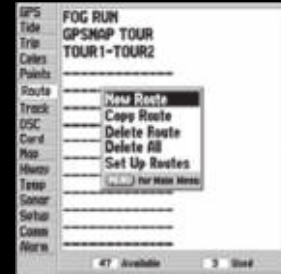 GPS
Tide
Trip
Celes
Points
Route
Track
DSC
Card
Map
Hiway
Temp
Sonar
Setup
Comm
Alarm
FOG RUN
GPSMAP TOUR
TOUR1-TOUR2
New Route
Copy Route
Delete Route
Delete All
Set Up Routes
MENU for Main Menu
47 Available
3 Used